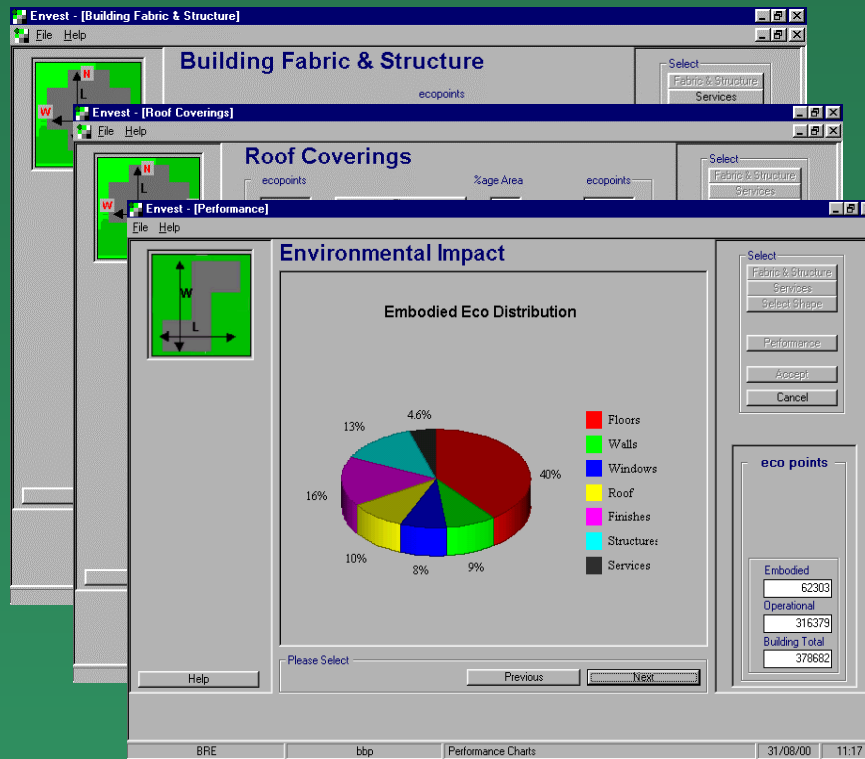 Envest - [Building Fabric & Structure]
File Help
Building Fabric & Structure
ecopoints
Select
Fabric & Structure
Services
N
L
W
Envest - [Roof Coverings]
File Help
Roof Coverings
ecopoints %age Area ecopoints
Select
Fabric & Structure
Services
N
L
W
Envest - [Performance]
File Help
Environmental Impact
W
L
Embodied Eco Distribution
4.6%
13%
40%
16%
10%
8%
9%
Floors
Walls
Windows
Roof
Finishes
Structures
Services
Select
Fabric & Structure
Services
Select Shape
Performance
Accept
Cancel
eco points
Embodied
62303
Operational
316379
Building Total
378682
Please Select
Help Previous Next
BRE bbp Performance Charts 31/08/00 11:17